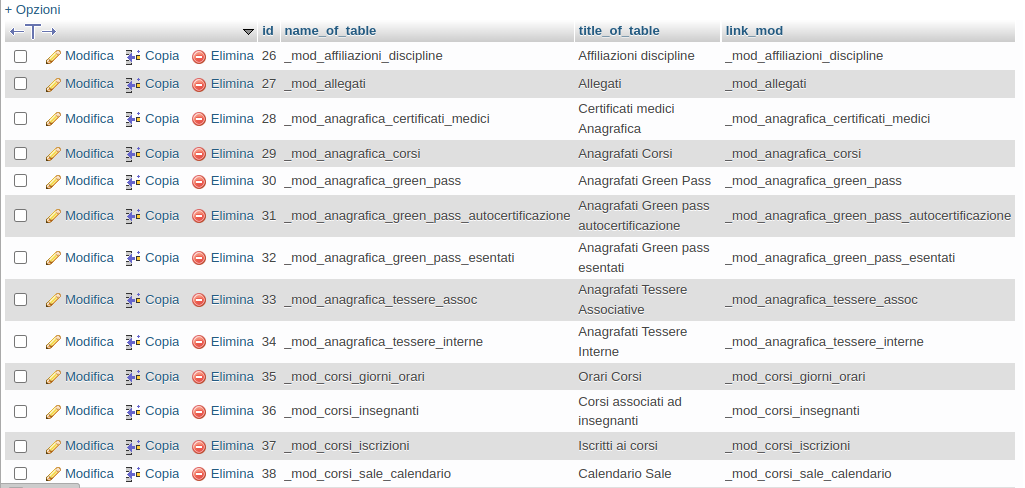 + Opzioni
id name_of_table title_of_table link_mod
Modifica Copia Elimina 26 _mod_affiliazioni_discipline Affiliazioni discipline _mod_affiliazioni_discipline
Modifica Copia Elimina 27 _mod_allegati Allegati _mod_allegati
Modifica Copia Elimina 28 _mod_anagrafica_certificati_medici Certificati medici _mod_anagrafica_certificati_medici
Anagrafica
Modifica Copia Elimina 29 _mod_anagrafica_corsi Anagrafati Corsi _mod_anagrafica_corsi
Modifica Copia Elimina 30 _mod_anagrafica_green_pass Anagrafati Green Pass _mod_anagrafica_green_pass
Modifica Copia Elimina 31 _mod_anagrafica_green_pass_autocertificazione Anagrafati Green pass _mod_anagrafica_green_pass_autocertificazione
autocertificazione
Modifica Copia Elimina 32 _mod_anagrafica_green_pass_esentati Anagrafati Green pass _mod_anagrafica_green_pass_esentati
esentati
Modifica Copia Elimina 33 _mod_anagrafica_tessere_assoc Anagrafati Tessere _mod_anagrafica_tessere_assoc
Associative
Modifica Copia Elimina 34 _mod_anagrafica_tessere_interne Anagrafati Tessere _mod_anagrafica_tessere_interne
Interne
Modifica Copia Elimina 35 _mod_corsi_giorni_orari Orari Corsi _mod_corsi_giorni_orari
Modifica Copia Elimina 36 _mod_corsi_insegnanti Corsi associati ad _mod_corsi_insegnanti
insegnanti
Modifica Copia Elimina 37 _mod_corsi_iscrizioni Iscritti ai corsi _mod_corsi_iscrizioni
Modifica Copia Elimina 38 _mod_corsi_sale_calendario Calendario Sale _mod_corsi_sale_calendario